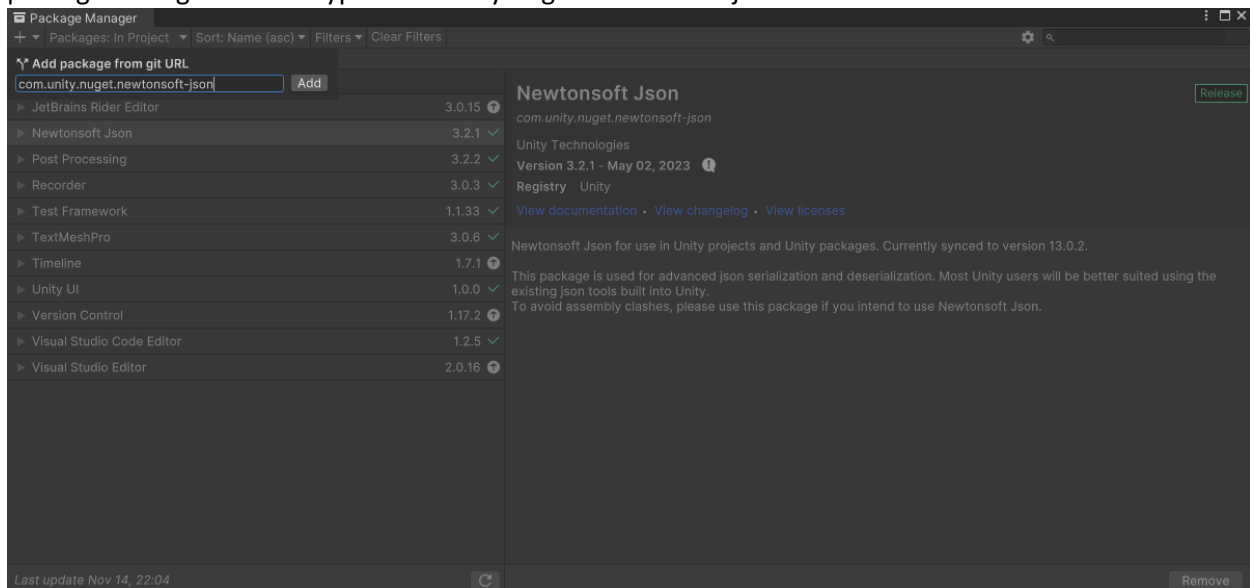 Package Manager
Packages: In Project Sort: Name (asc) Filters Clear Filters
Add package from git URL
com.unity.nuget.newtonsoft-json Add
JetBrains Rider Editor 3.0.15
Newtonsoft Json 3.2.1
Post Processing 3.2.2
Recorder 3.0.3
Test Framework 1.1.33
TextMeshPro 3.0.6
Timeline 1.7.1
Unity UI 1.0.0
Version Control 1.17.2
Visual Studio Code Editor 1.2.5
Visual Studio Editor 2.0.16
Last update Nov 14, 22:04
Newtonsoft Json Release
com.unity.nuget.newtonsoft-json
Unity Technologies
Version 3.2.1 - May 02, 2023
Registry Unity
View documentation • View changelog • View licenses
Newtonsoft Json for use in Unity projects and Unity packages. Currently synced to version 13.0.2.
This package is used for advanced json serialization and deserialization. Most Unity users will be better suited using the
existing json tools built into Unity.
To avoid assembly clashes, please use this package if you intend to use Newtonsoft Json.
Remove